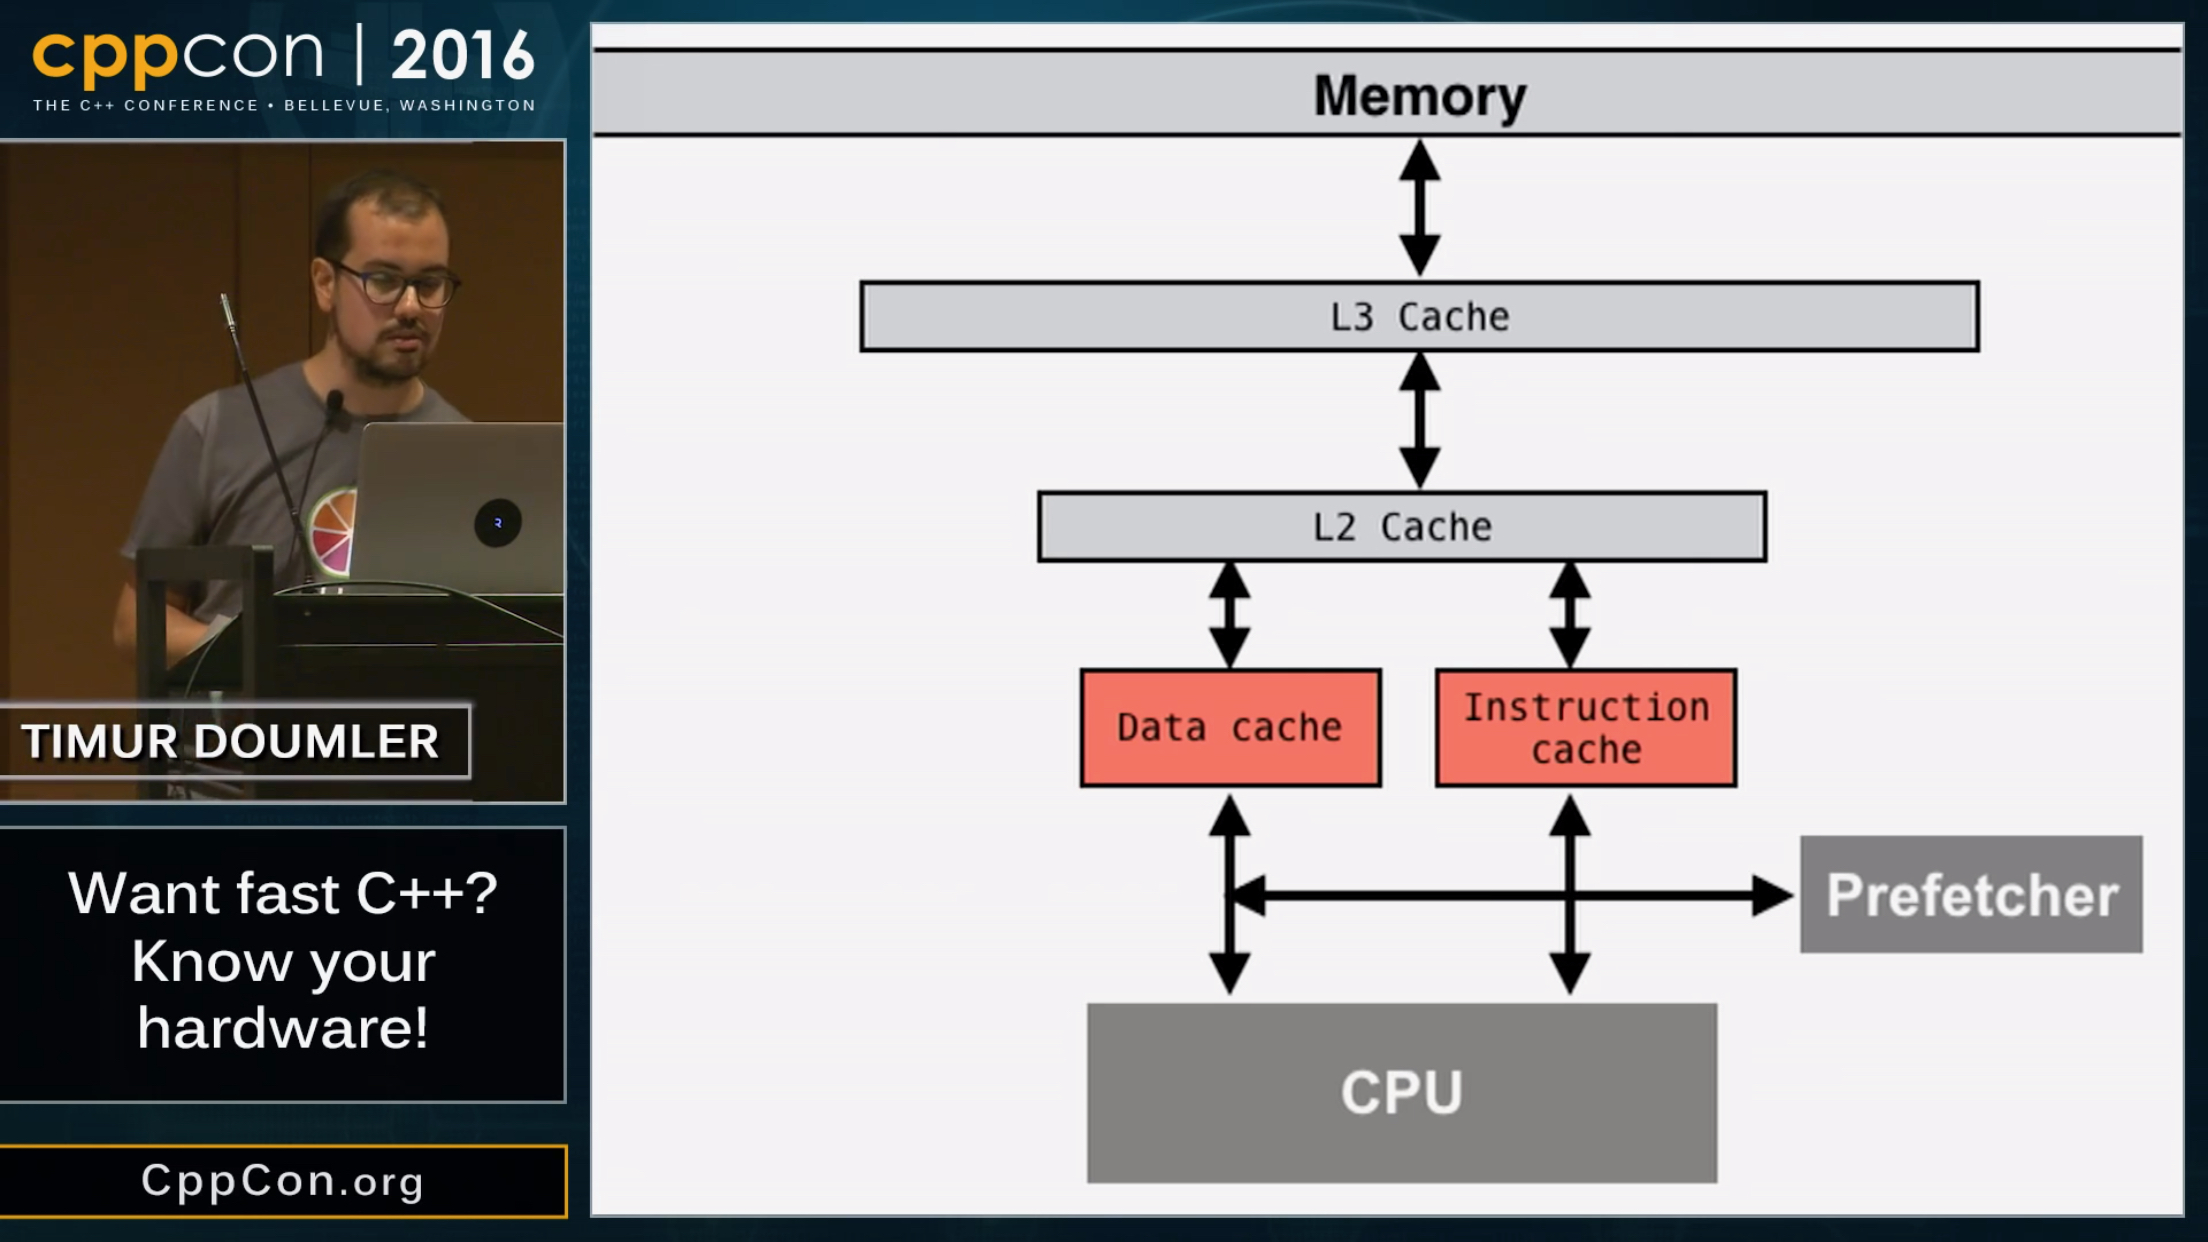 cppcon | 2016
THE C++ CONFERENCE • BELLEVUE, WASHINGTON
TIMUR DOUMLER
Want fast C++?
Know your
hardware!
CppCon.org
Memory
L3 Cache
L2 Cache
Data cache
Instruction
cache
Prefetcher
CPU